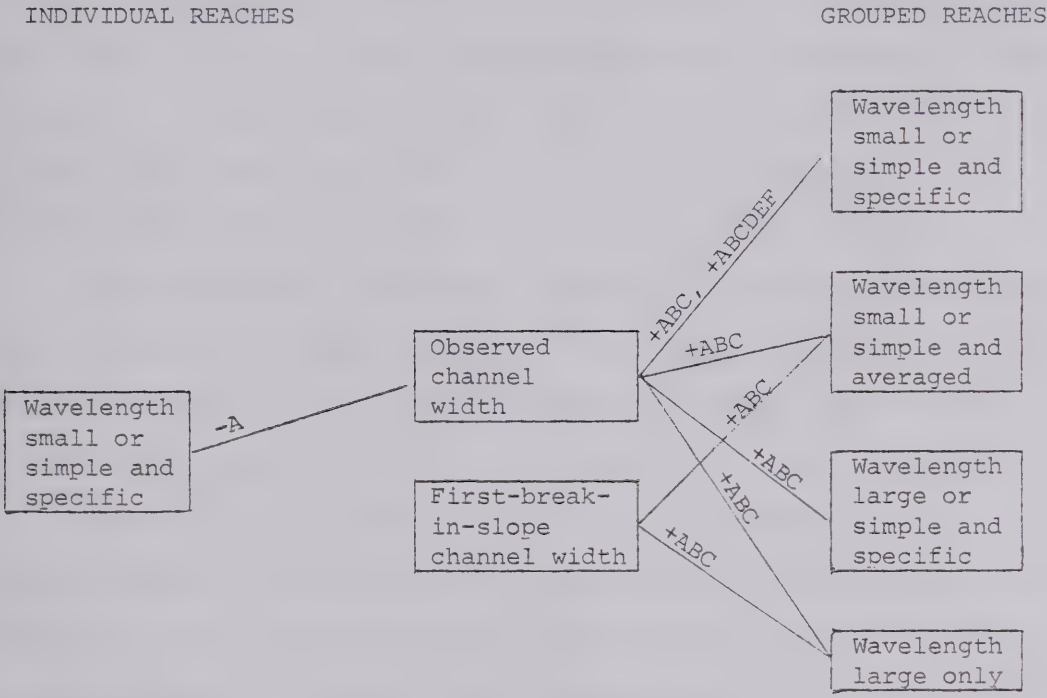 INDIVIDUAL REACHES
GROUPED REACHES
Wavelength
small or
simple and
specific
-A
Observed
channel
width
First-break-
in-slope
channel width
+ABC, +ABCDEF
+ABC
+ABC
+ABC
+ABC
+ABC
Wavelength
small or
simple and
specific
Wavelength
small or
simple and
averaged
Wavelength
large or
simple and
specific
Wavelength
large only